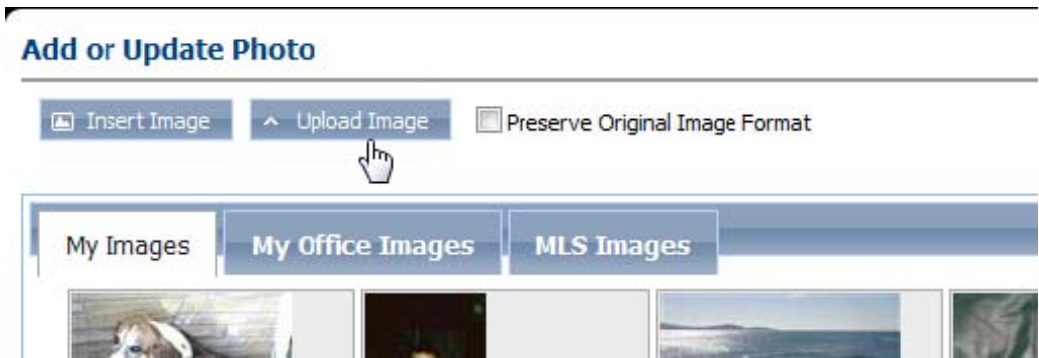 Add or Update Photo
Insert Image Upload Image Preserve Original Image Format
My Images My Office Images MLS Images